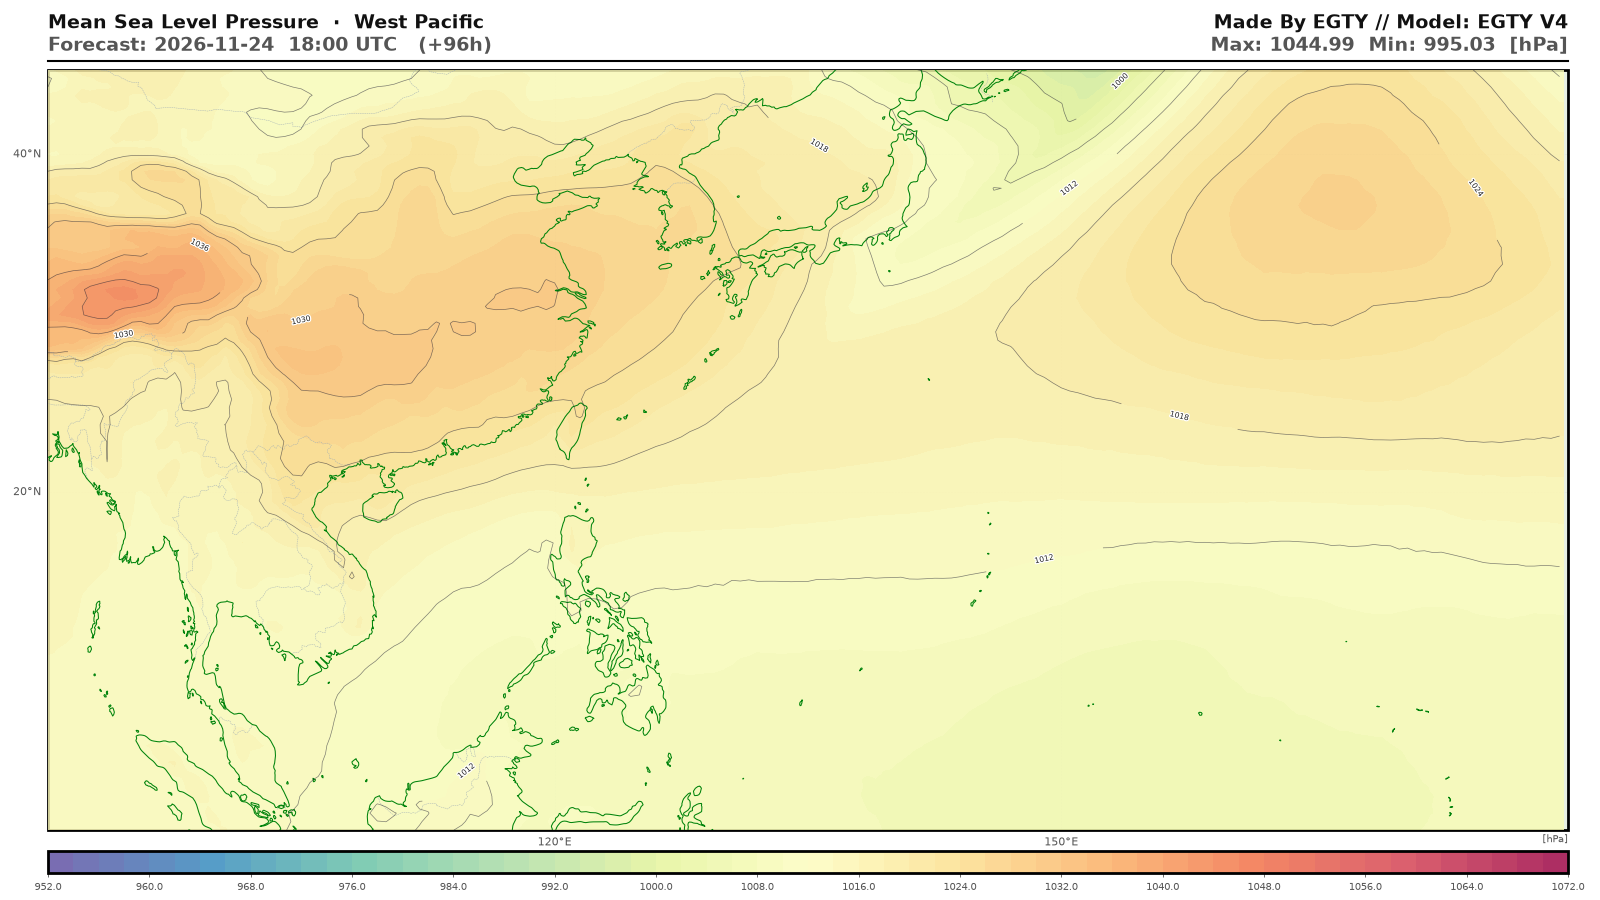 Mean Sea Level Pressure · West Pacific
Made By EGTY // Model: EGTY V4
Forecast: 2026-11-24 18:00 UTC (+96h)
Max: 1044.99 Min: 995.03 [hPa]
1000
1018
40°N
1012
1024
1036
1030
1030
1018
20°N
1012
1012
120°E
150°E
[hPa]
952.0 960.0 968.0 976.0 984.0 992.0 1000.0 1008.0 1016.0 1024.0 1032.0 1040.0 1048.0 1056.0 1064.0 1072.0